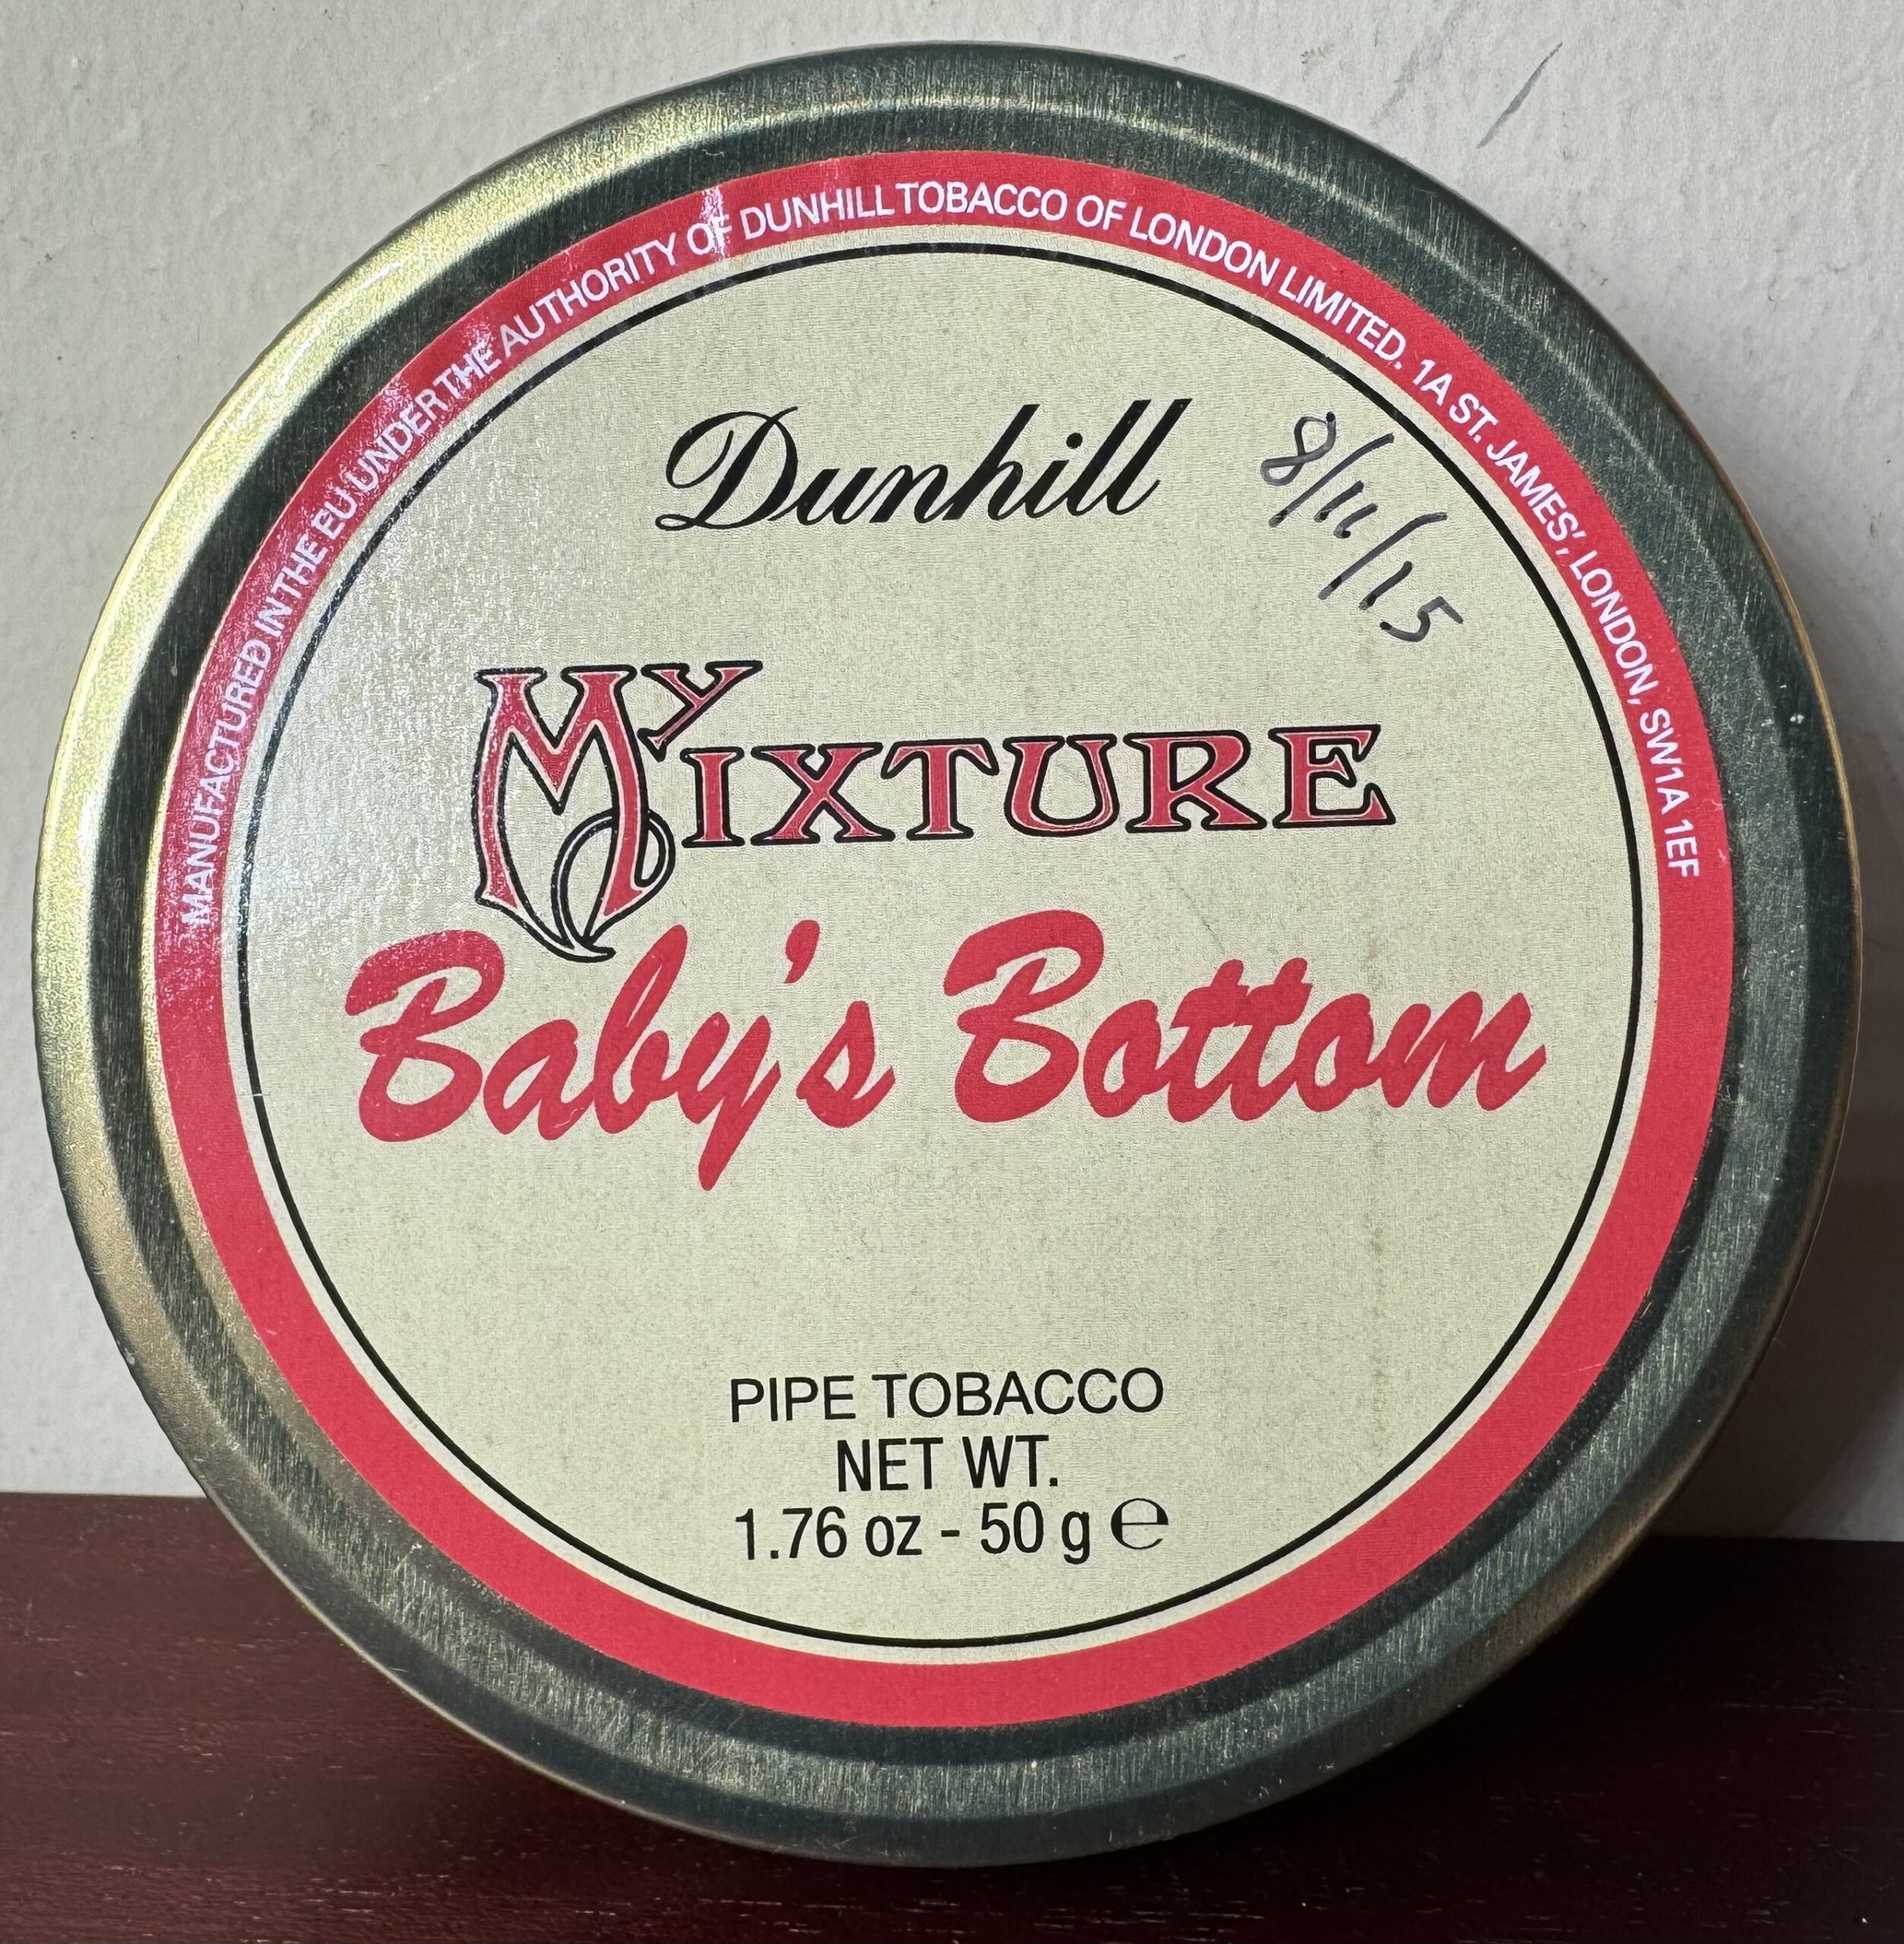 MANUFACTURED IN THE EU UNDER THE AUTHORITY OF DUNHILL TOBACCO OF LONDON LIMITED. 1A ST. JAMES', LONDON, SW1A 1EF
Dunhill
8/11/15
My Mixture
Baby's Bottom
PIPE TOBACCO
NET WT.
1.76 oz - 50 g ℮